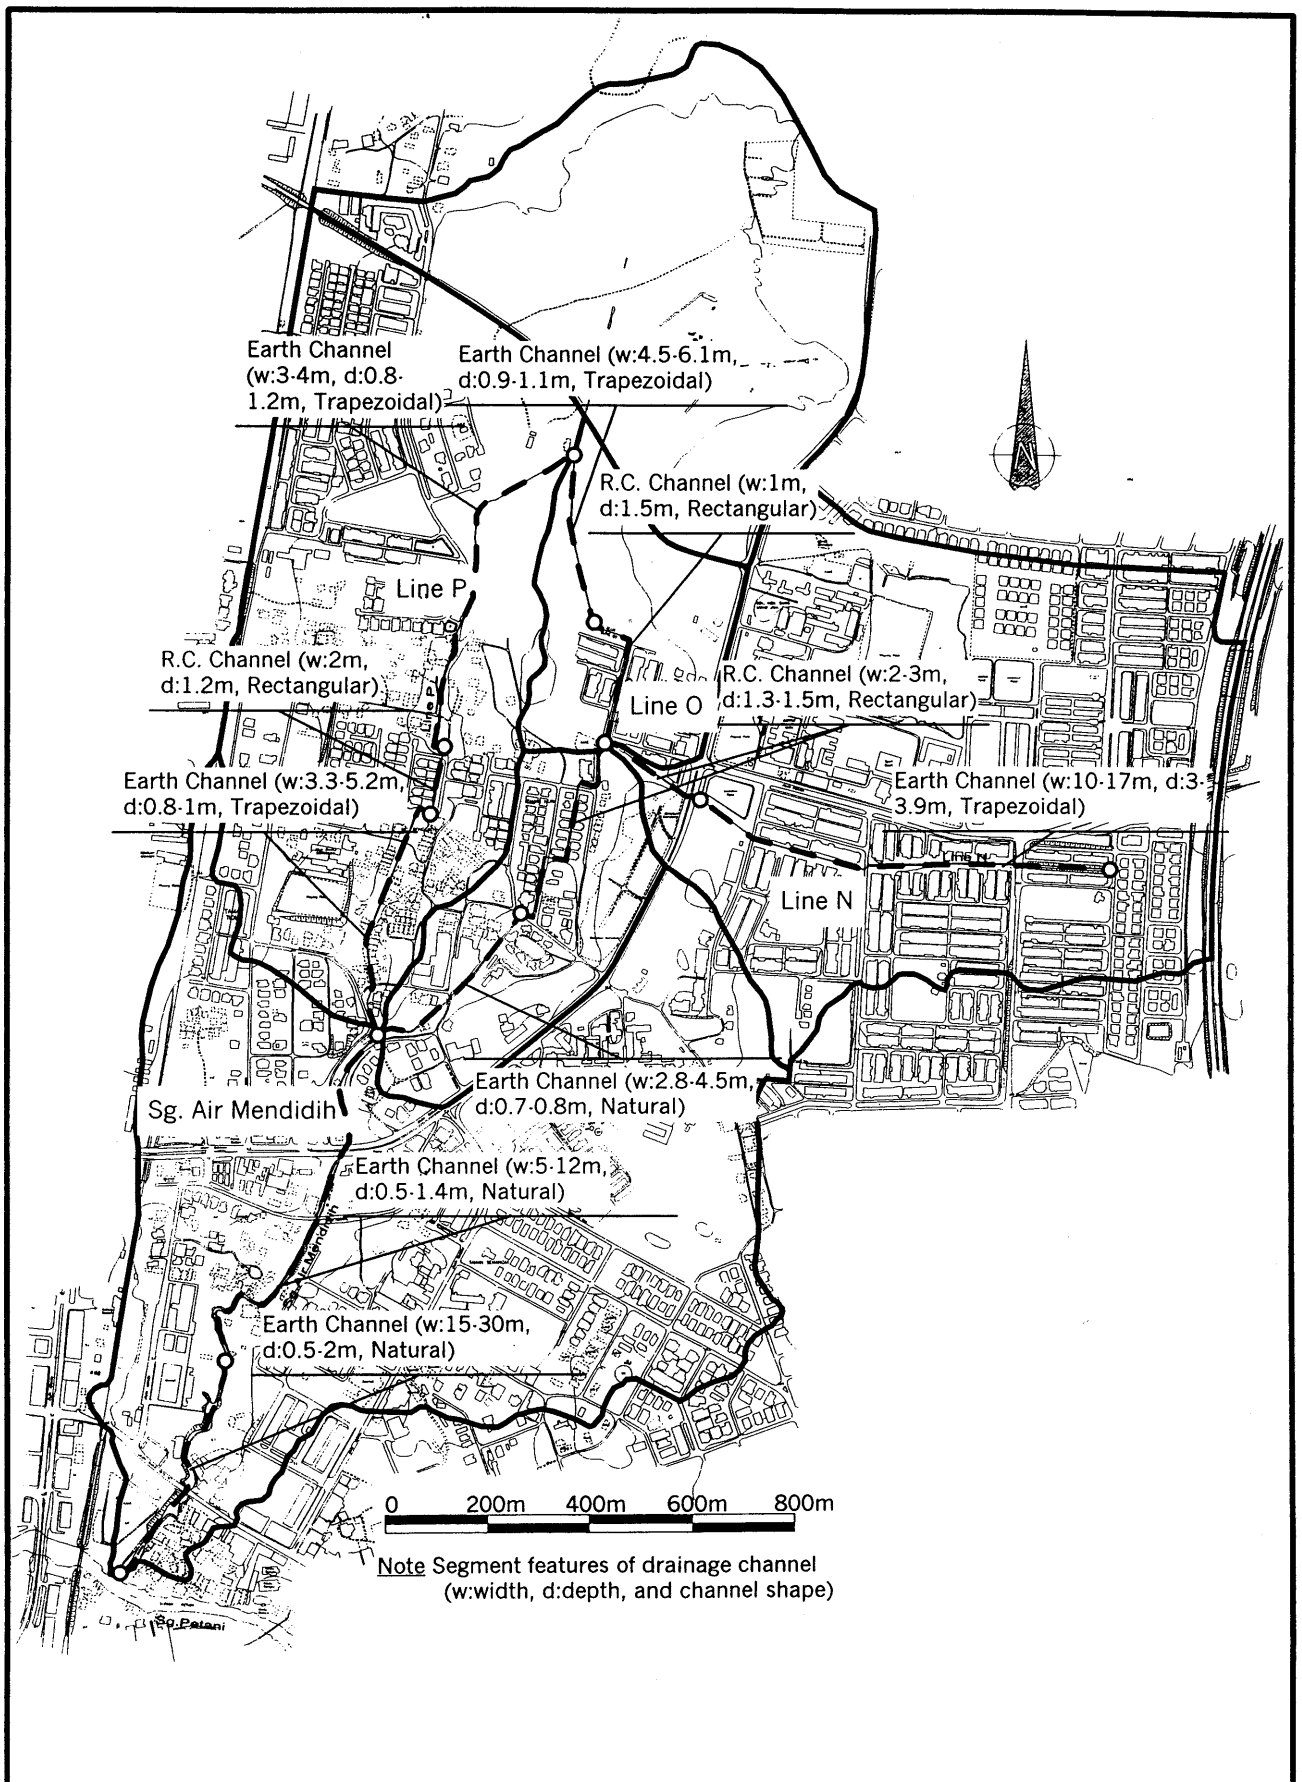 Earth Channel
(w:3-4m, d:0.8-
1.2m, Trapezoidal)
Earth Channel (w:4.5-6.1m,
d:0.9-1.1m, Trapezoidal)
N
R.C. Channel (w:1m,
d:1.5m, Rectangular)
Line P
R.C. Channel (w:2m,
d:1.2m, Rectangular)
Line O
R.C. Channel (w:2-3m,
d:1.3-1.5m, Rectangular)
Earth Channel (w:3.3-5.2m,
d:0.8-1m, Trapezoidal)
Earth Channel (w:10-17m, d:3-
3.9m, Trapezoidal)
Line N
Line N
Earth Channel (w:2.8-4.5m,
d:0.7-0.8m, Natural)
Sg. Air Mendidih
Earth Channel (w:5-12m,
d:0.5-1.4m, Natural)
Earth Channel (w:15-30m,
d:0.5-2m, Natural)
0 200m 400m 600m 800m
Note Segment features of drainage channel
(w:width, d:depth, and channel shape)
Sg.Petani